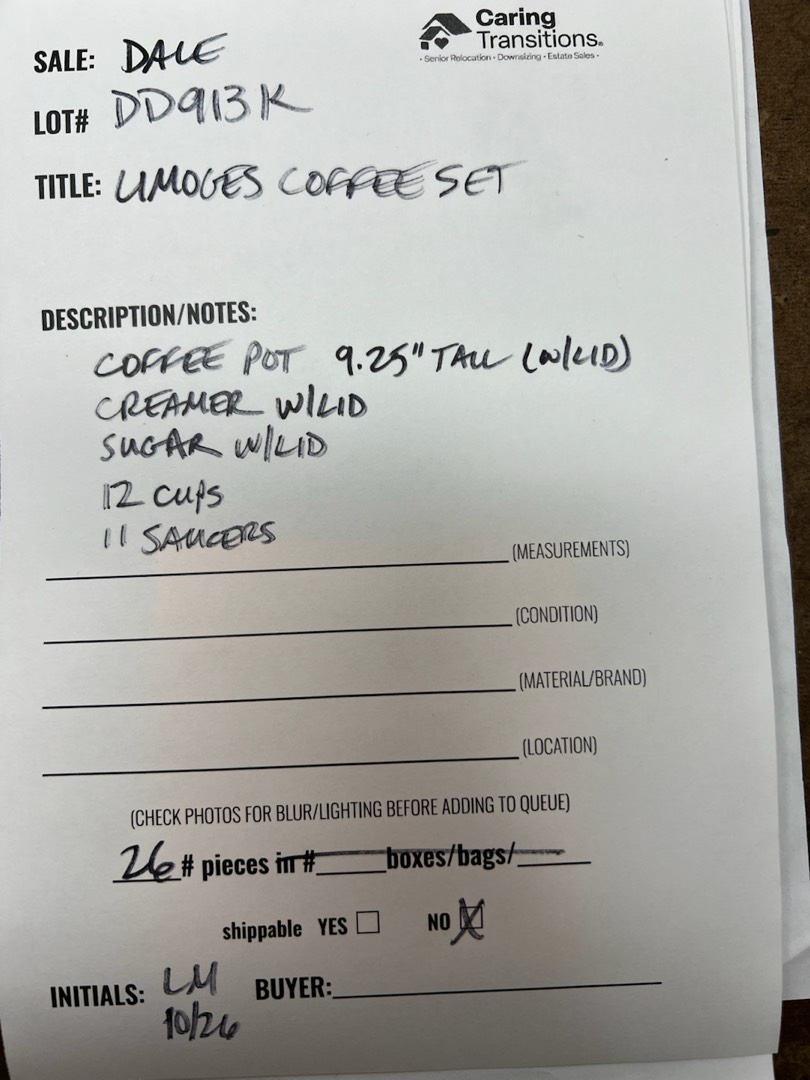 Caring
Transitions®
• Senior Relocation • Downsizing • Estate Sales •
SALE: DALE
LOT# DD913K
TITLE: LIMOGES COFFEE SET
DESCRIPTION/NOTES:
COFFEE POT 9.25" TALL (W/LID)
CREAMER W/LID
SUGAR W/LID
12 CUPS
11 SAUCERS
(MEASUREMENTS)
(CONDITION)
(MATERIAL/BRAND)
(LOCATION)
(CHECK PHOTOS FOR BLUR/LIGHTING BEFORE ADDING TO QUEUE)
26 # pieces in #____boxes/bags/____
shippable YES ☐ NO ☒
INITIALS: LM BUYER:____
10/26